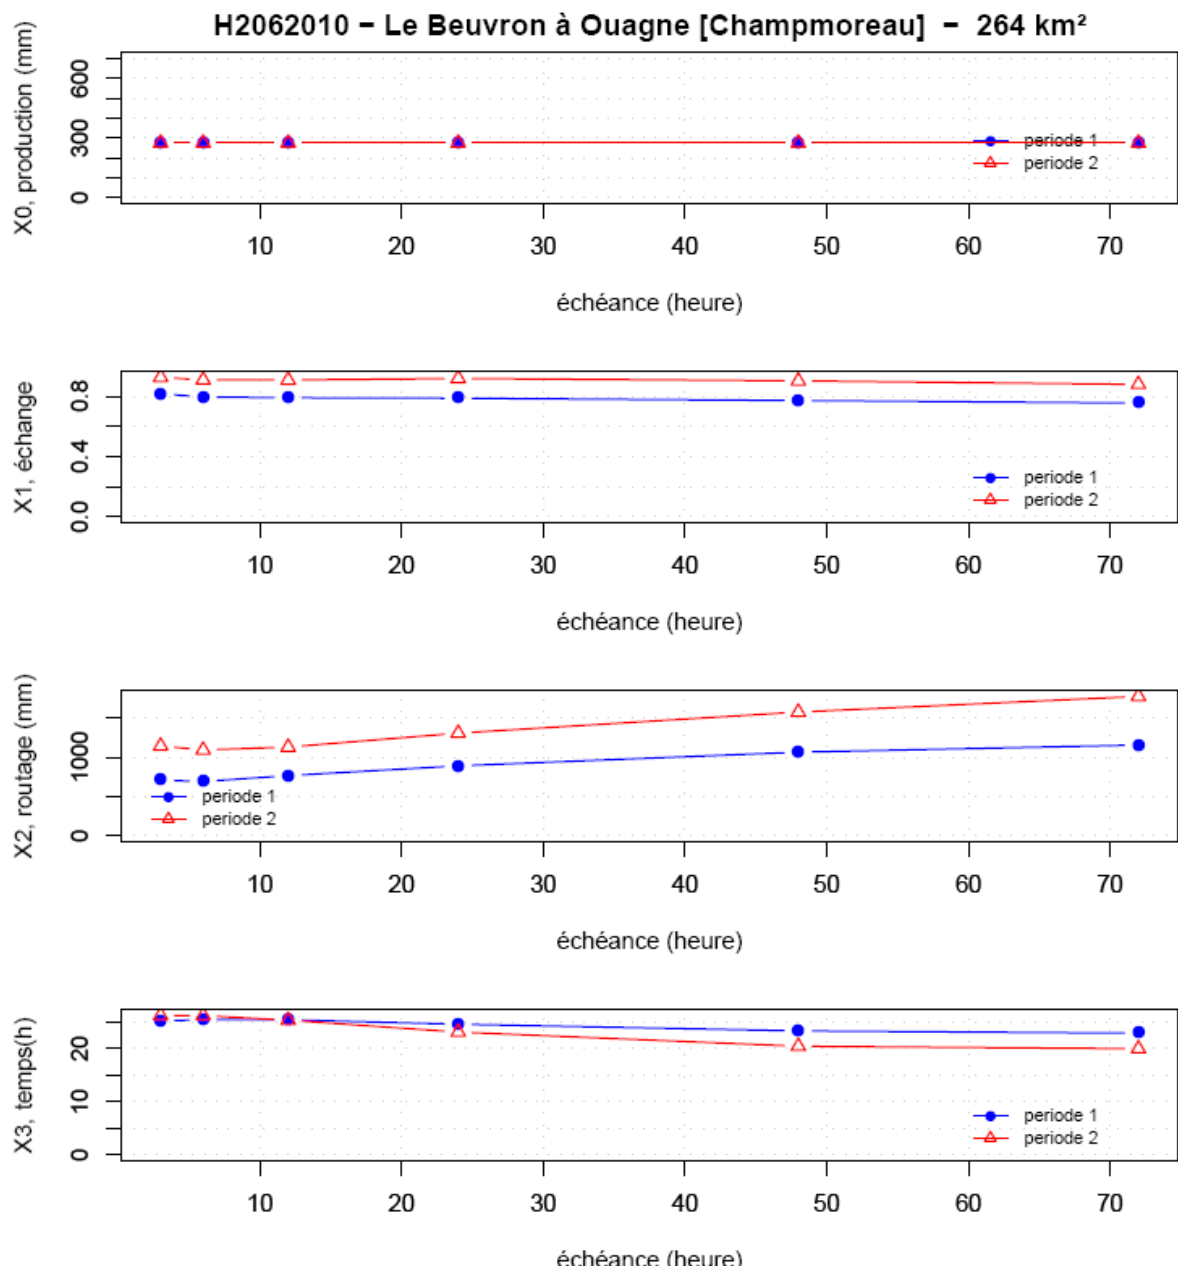 H2062010 − Le Beuvron à Ouagne [Champmoreau] − 264 km²
X0, production (mm)
600
300
0
periode 1
periode 2
10 20 30 40 50 60 70
échéance (heure)
X1, échange
0.8
0.4
0.0
periode 1
periode 2
10 20 30 40 50 60 70
échéance (heure)
X2, routage (mm)
1000
0
periode 1
periode 2
10 20 30 40 50 60 70
échéance (heure)
X3, temps(h)
20
10
0
periode 1
periode 2
10 20 30 40 50 60 70
échéance (heure)